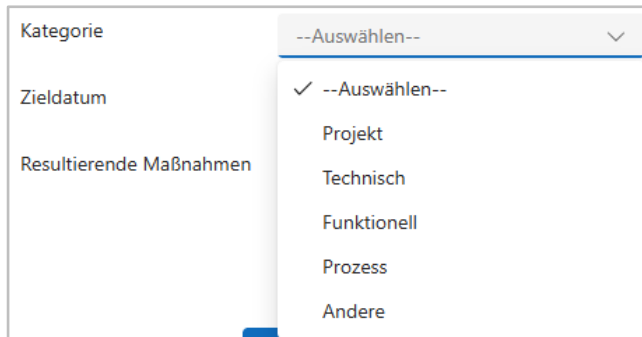 Kategorie
--Auswählen--
--Auswählen--
Zieldatum
Projekt
Resultierende Maßnahmen
Technisch
Funktionell
Prozess
Andere